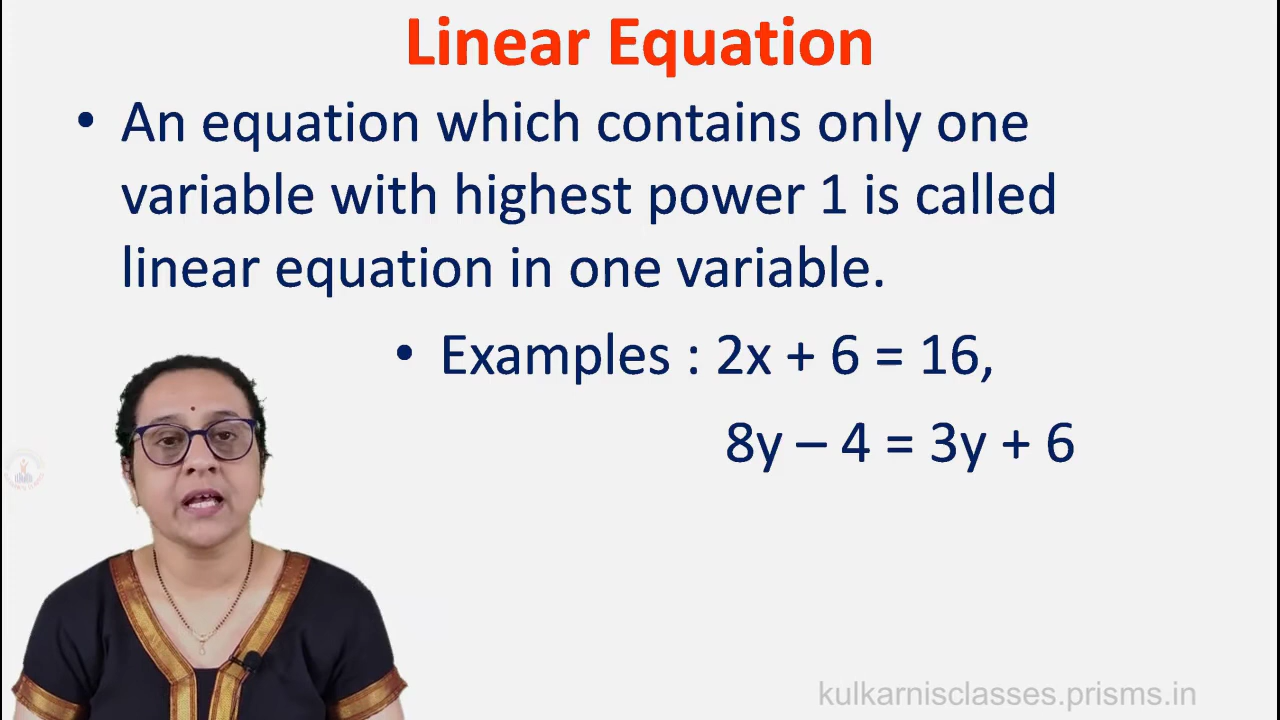 Linear Equation
• An equation which contains only one
variable with highest power 1 is called
linear equation in one variable.
• Examples : 2x + 6 = 16,
8y – 4 = 3y + 6
kulkarnisclasses.prisms.in